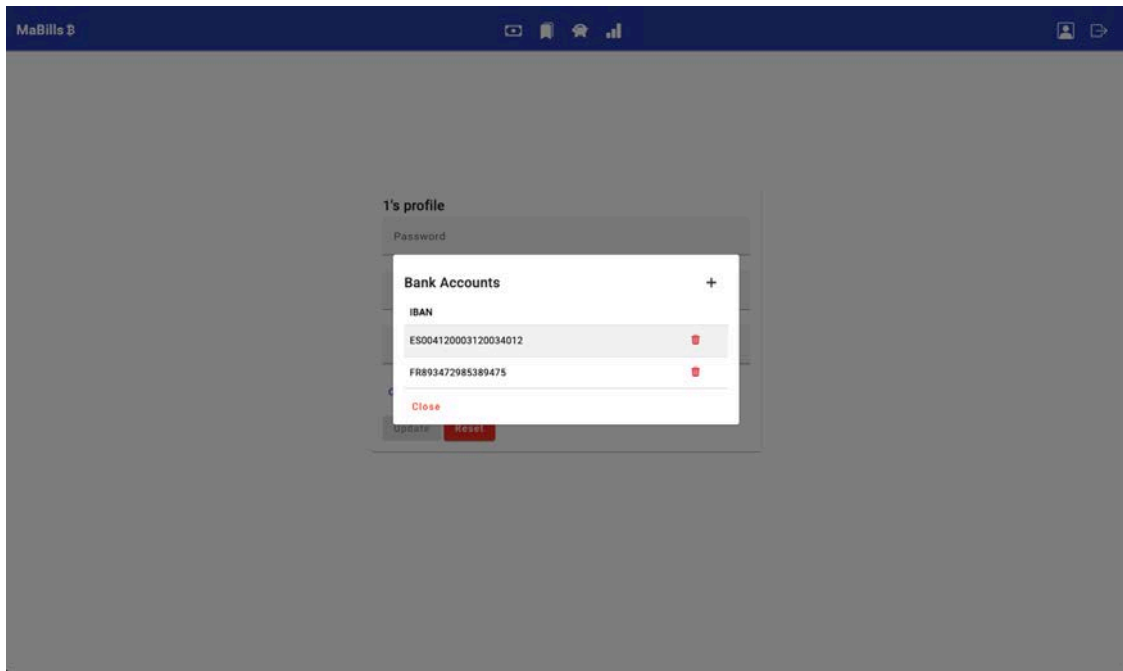 MaBills ₿
1's profile
Password
Bank Accounts
IBAN
ES004120003120034012
FR893472985389475
Close
Update Reset